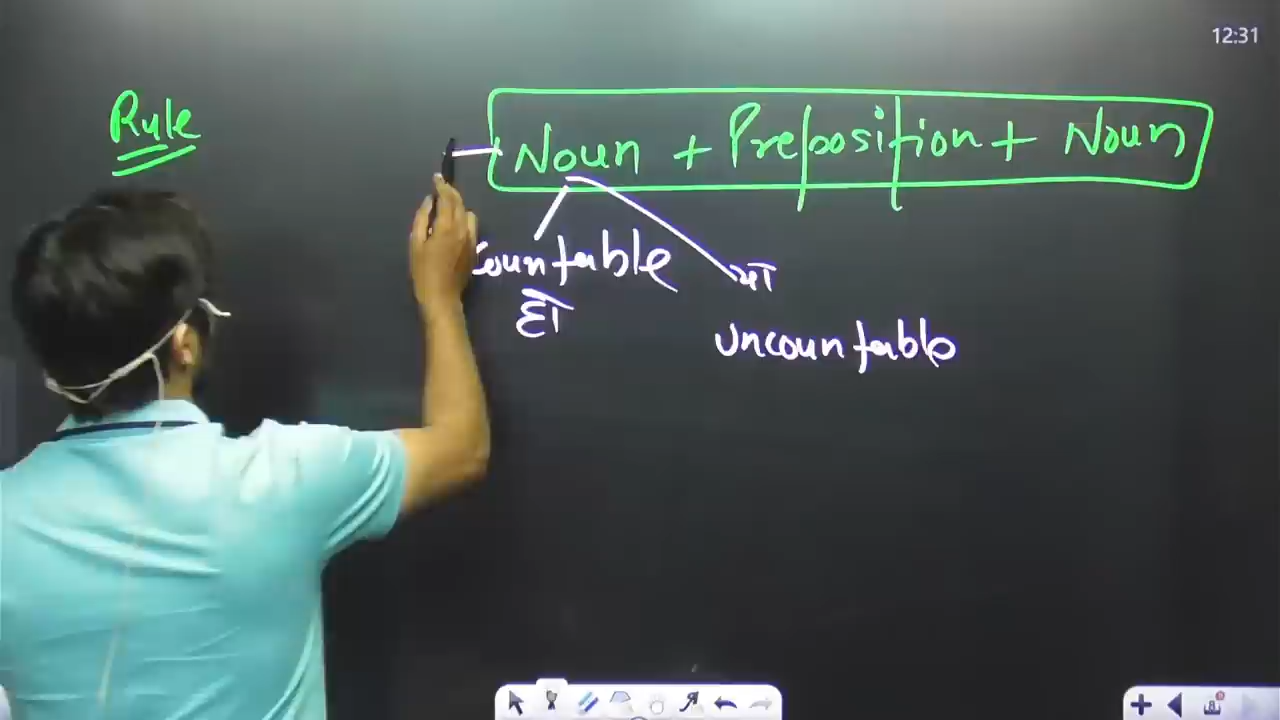 12:31
Rule
Noun + Preposition + Noun
Countable
हो
या
uncountable